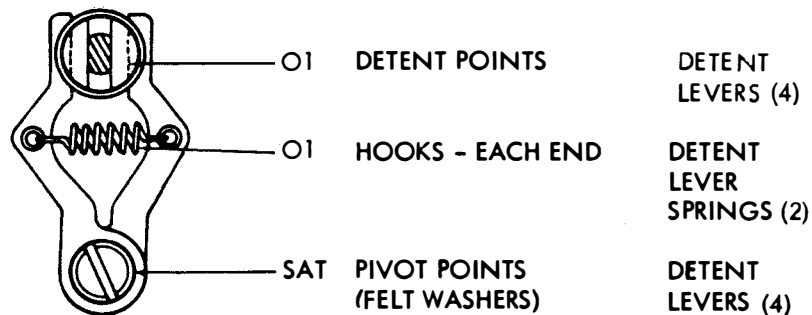 O1 DETENT POINTS DETENT
LEVERS (4)
O1 HOOKS - EACH END DETENT
LEVER
SPRINGS (2)
SAT PIVOT POINTS DETENT
(FELT WASHERS) LEVERS (4)